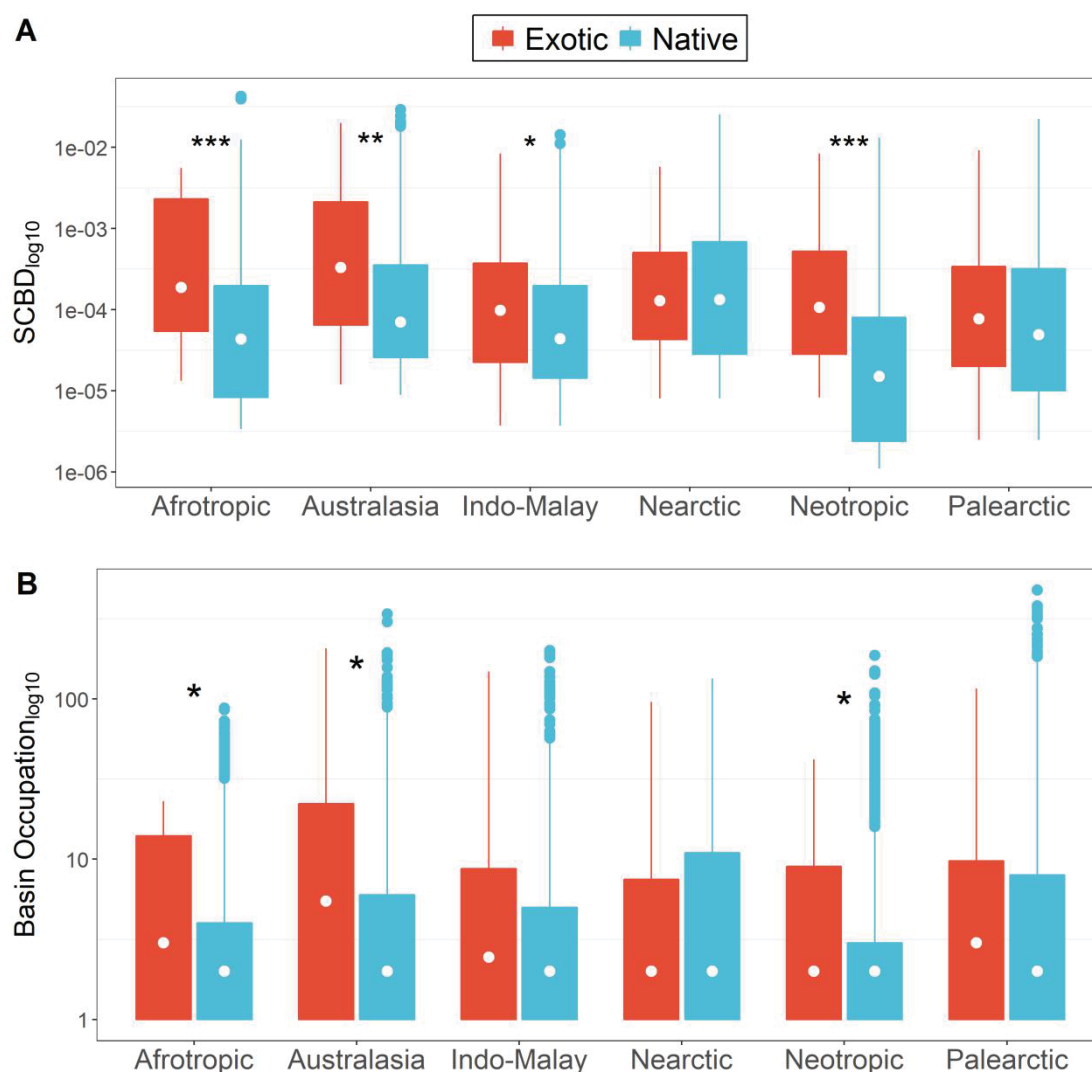 A
Exotic Native
SCBDlog10
1e-02
1e-03
1e-04
1e-05
1e-06
*** ** * ***
Afrotropic Australasia Indo-Malay Nearctic Neotropic Palearctic
B
Basin Occupationlog10
100
10
1
* * *
Afrotropic Australasia Indo-Malay Nearctic Neotropic Palearctic